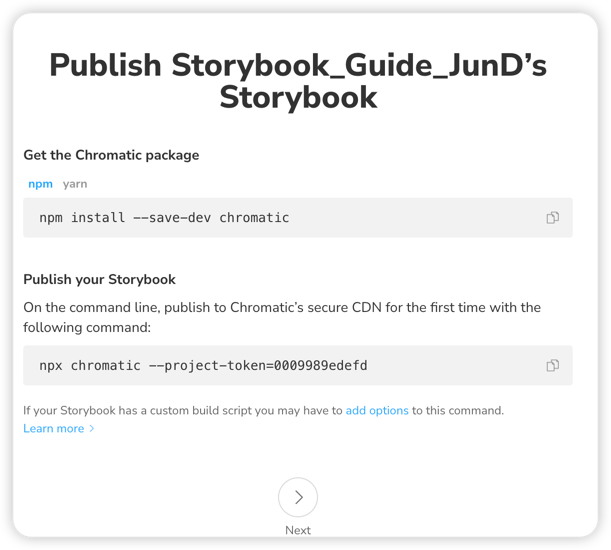 Publish Storybook_Guide_JunD’s
Storybook
Get the Chromatic package
npm yarn
npm install --save-dev chromatic
Publish your Storybook
On the command line, publish to Chromatic’s secure CDN for the first time with the
following command:
npx chromatic --project-token=0009989edefd
If your Storybook has a custom build script you may have to add options to this command.
Learn more
Next